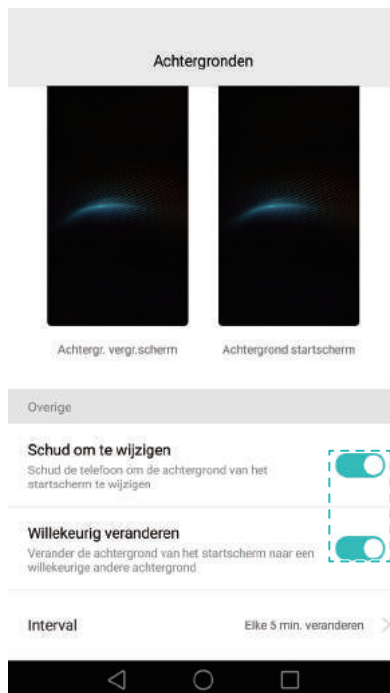 Achtergronden
Achtergr. vergr.scherm
Achtergrond startscherm
Overige
Schud om te wijzigen
Schud de telefoon om de achtergrond van het
startscherm te wijzigen
Willekeurig veranderen
Verander de achtergrond van het startscherm naar een
willekeurige andere achtergrond
Interval
Elke 5 min. veranderen